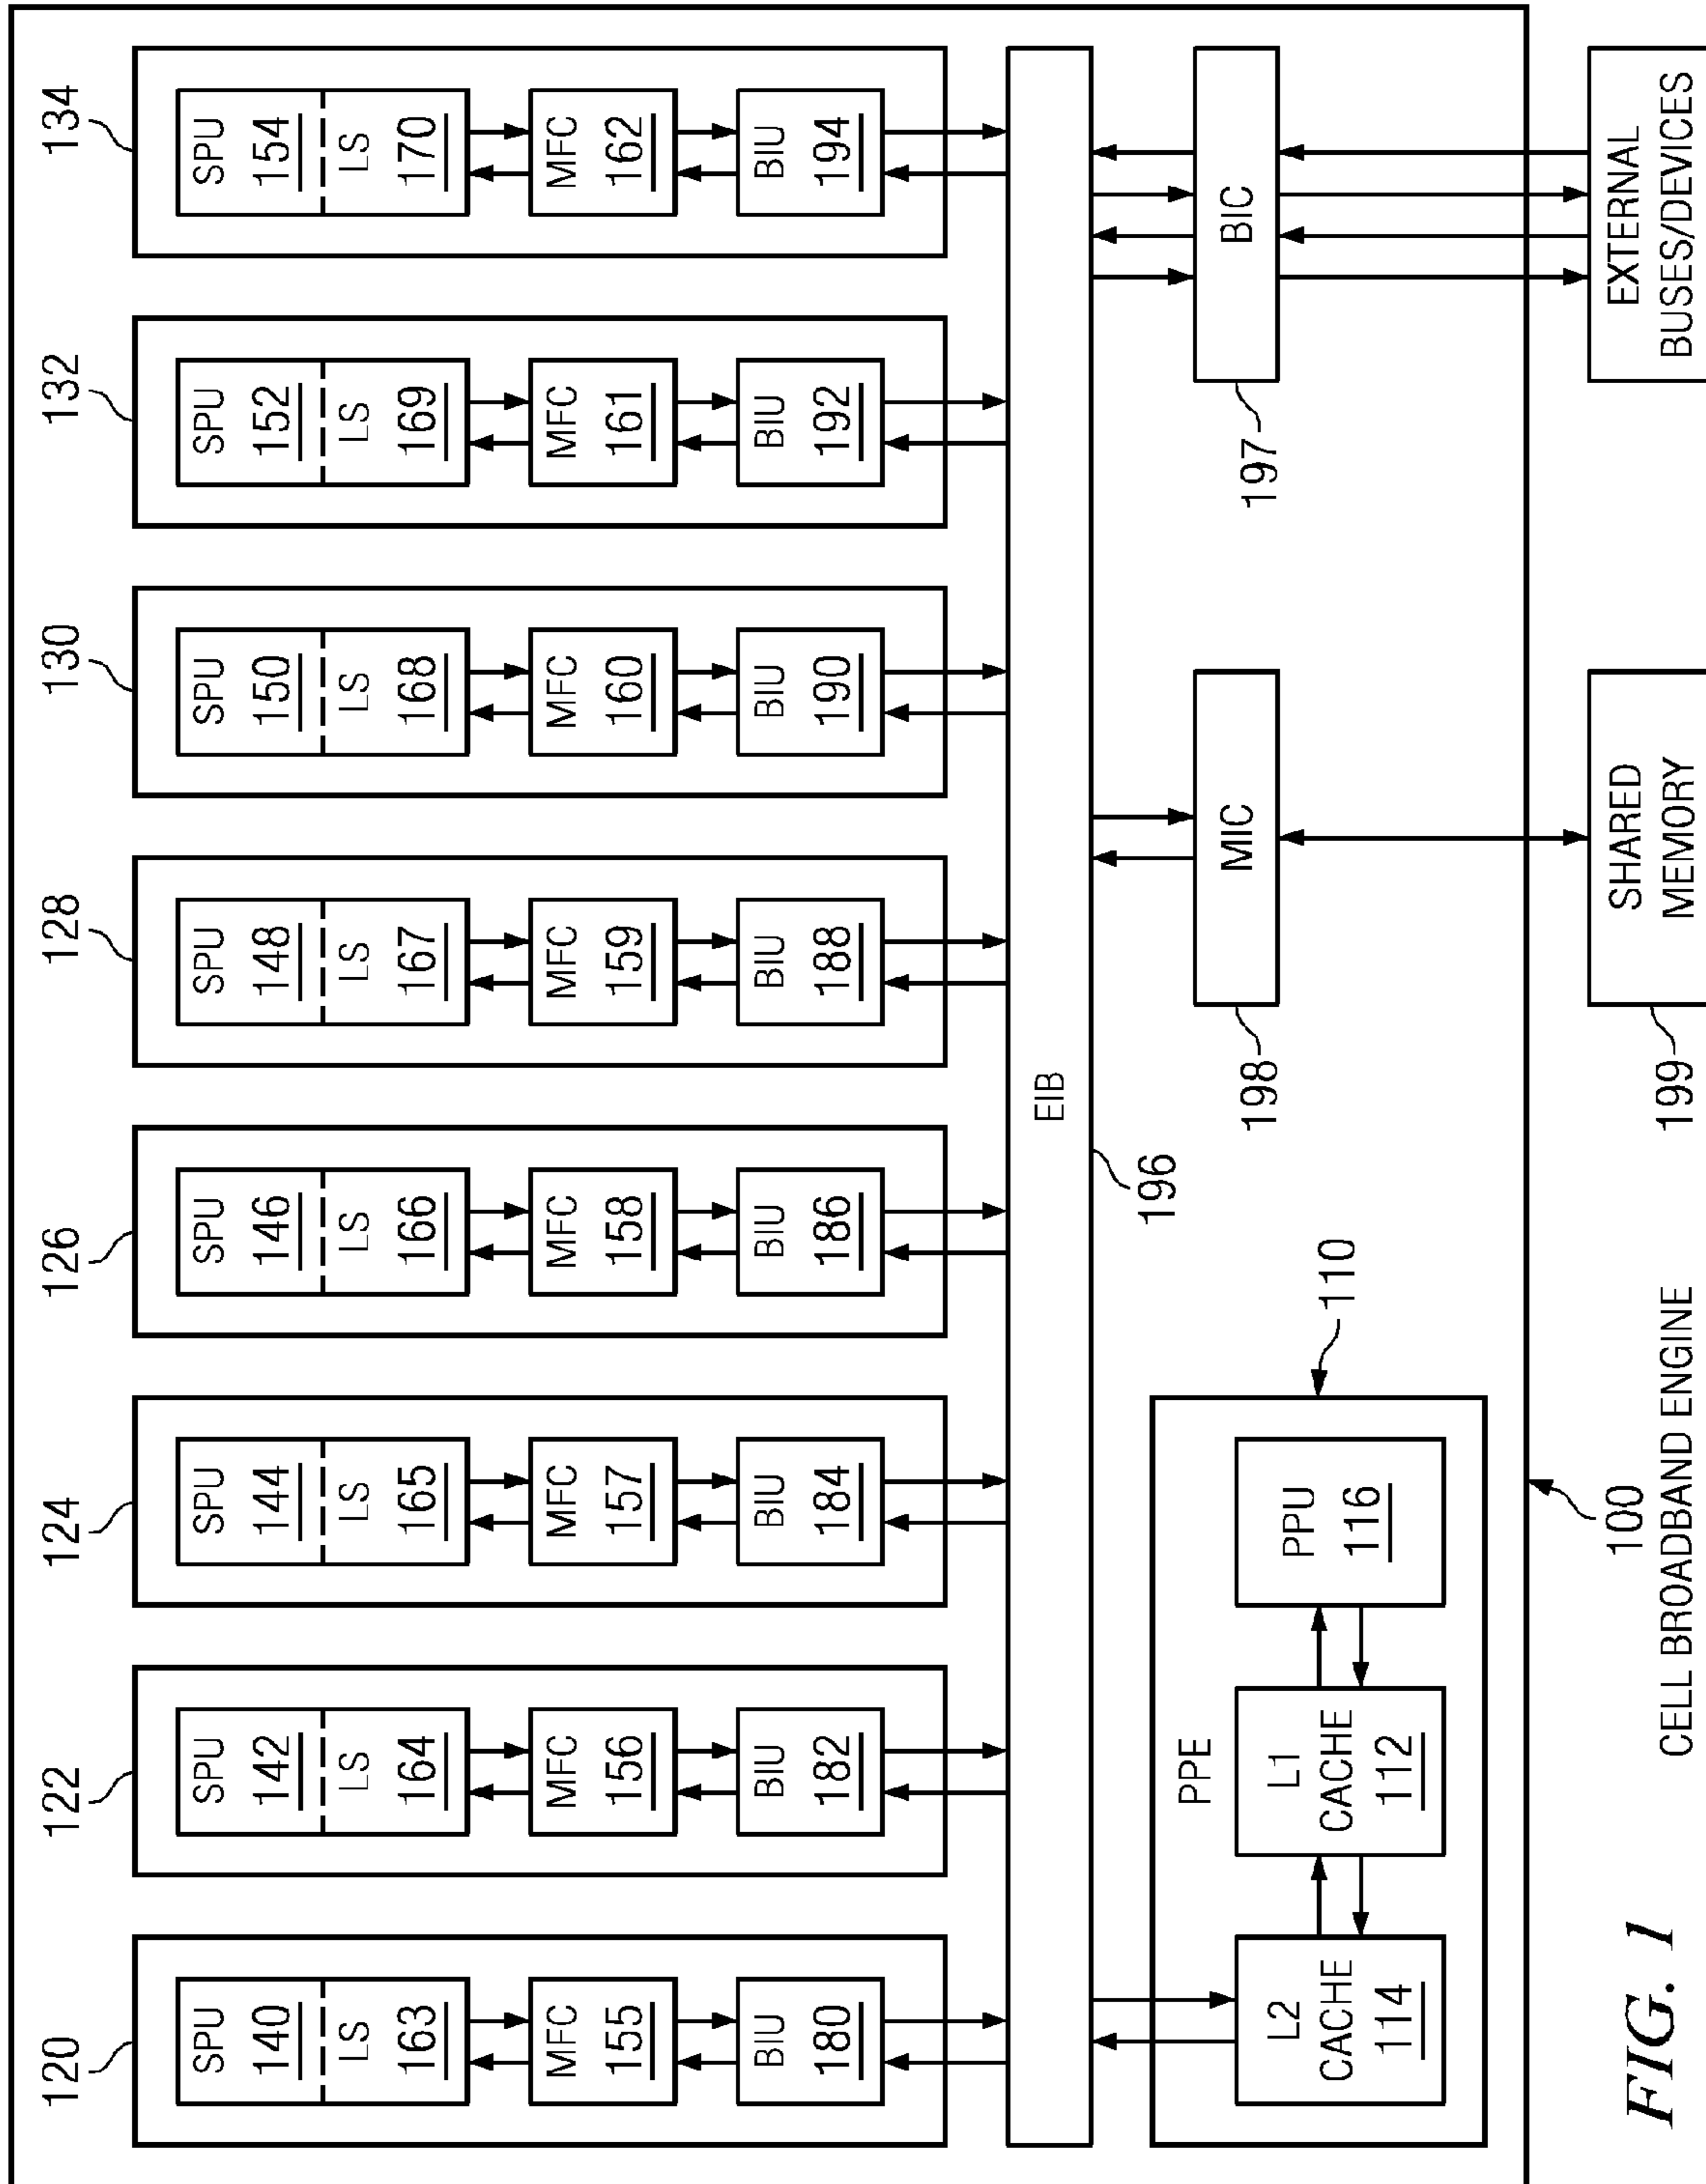 120
122
124
126
128
130
132
134
SPU
140
LS
163
MFC
155
BIU
180
SPU
142
LS
164
MFC
156
BIU
182
SPU
144
LS
165
MFC
157
BIU
184
SPU
146
LS
166
MFC
158
BIU
186
SPU
148
LS
167
MFC
159
BIU
188
SPU
150
LS
168
MFC
160
BIU
190
SPU
152
LS
169
MFC
161
BIU
192
SPU
154
LS
170
MFC
162
BIU
194
EIB
196
PPE
110
L2
CACHE
114
L1
CACHE
112
PPU
116
198
MIC
197
BIC
100
CELL BROADBAND ENGINE
199
SHARED
MEMORY
EXTERNAL
BUSES/DEVICES
FIG. 1